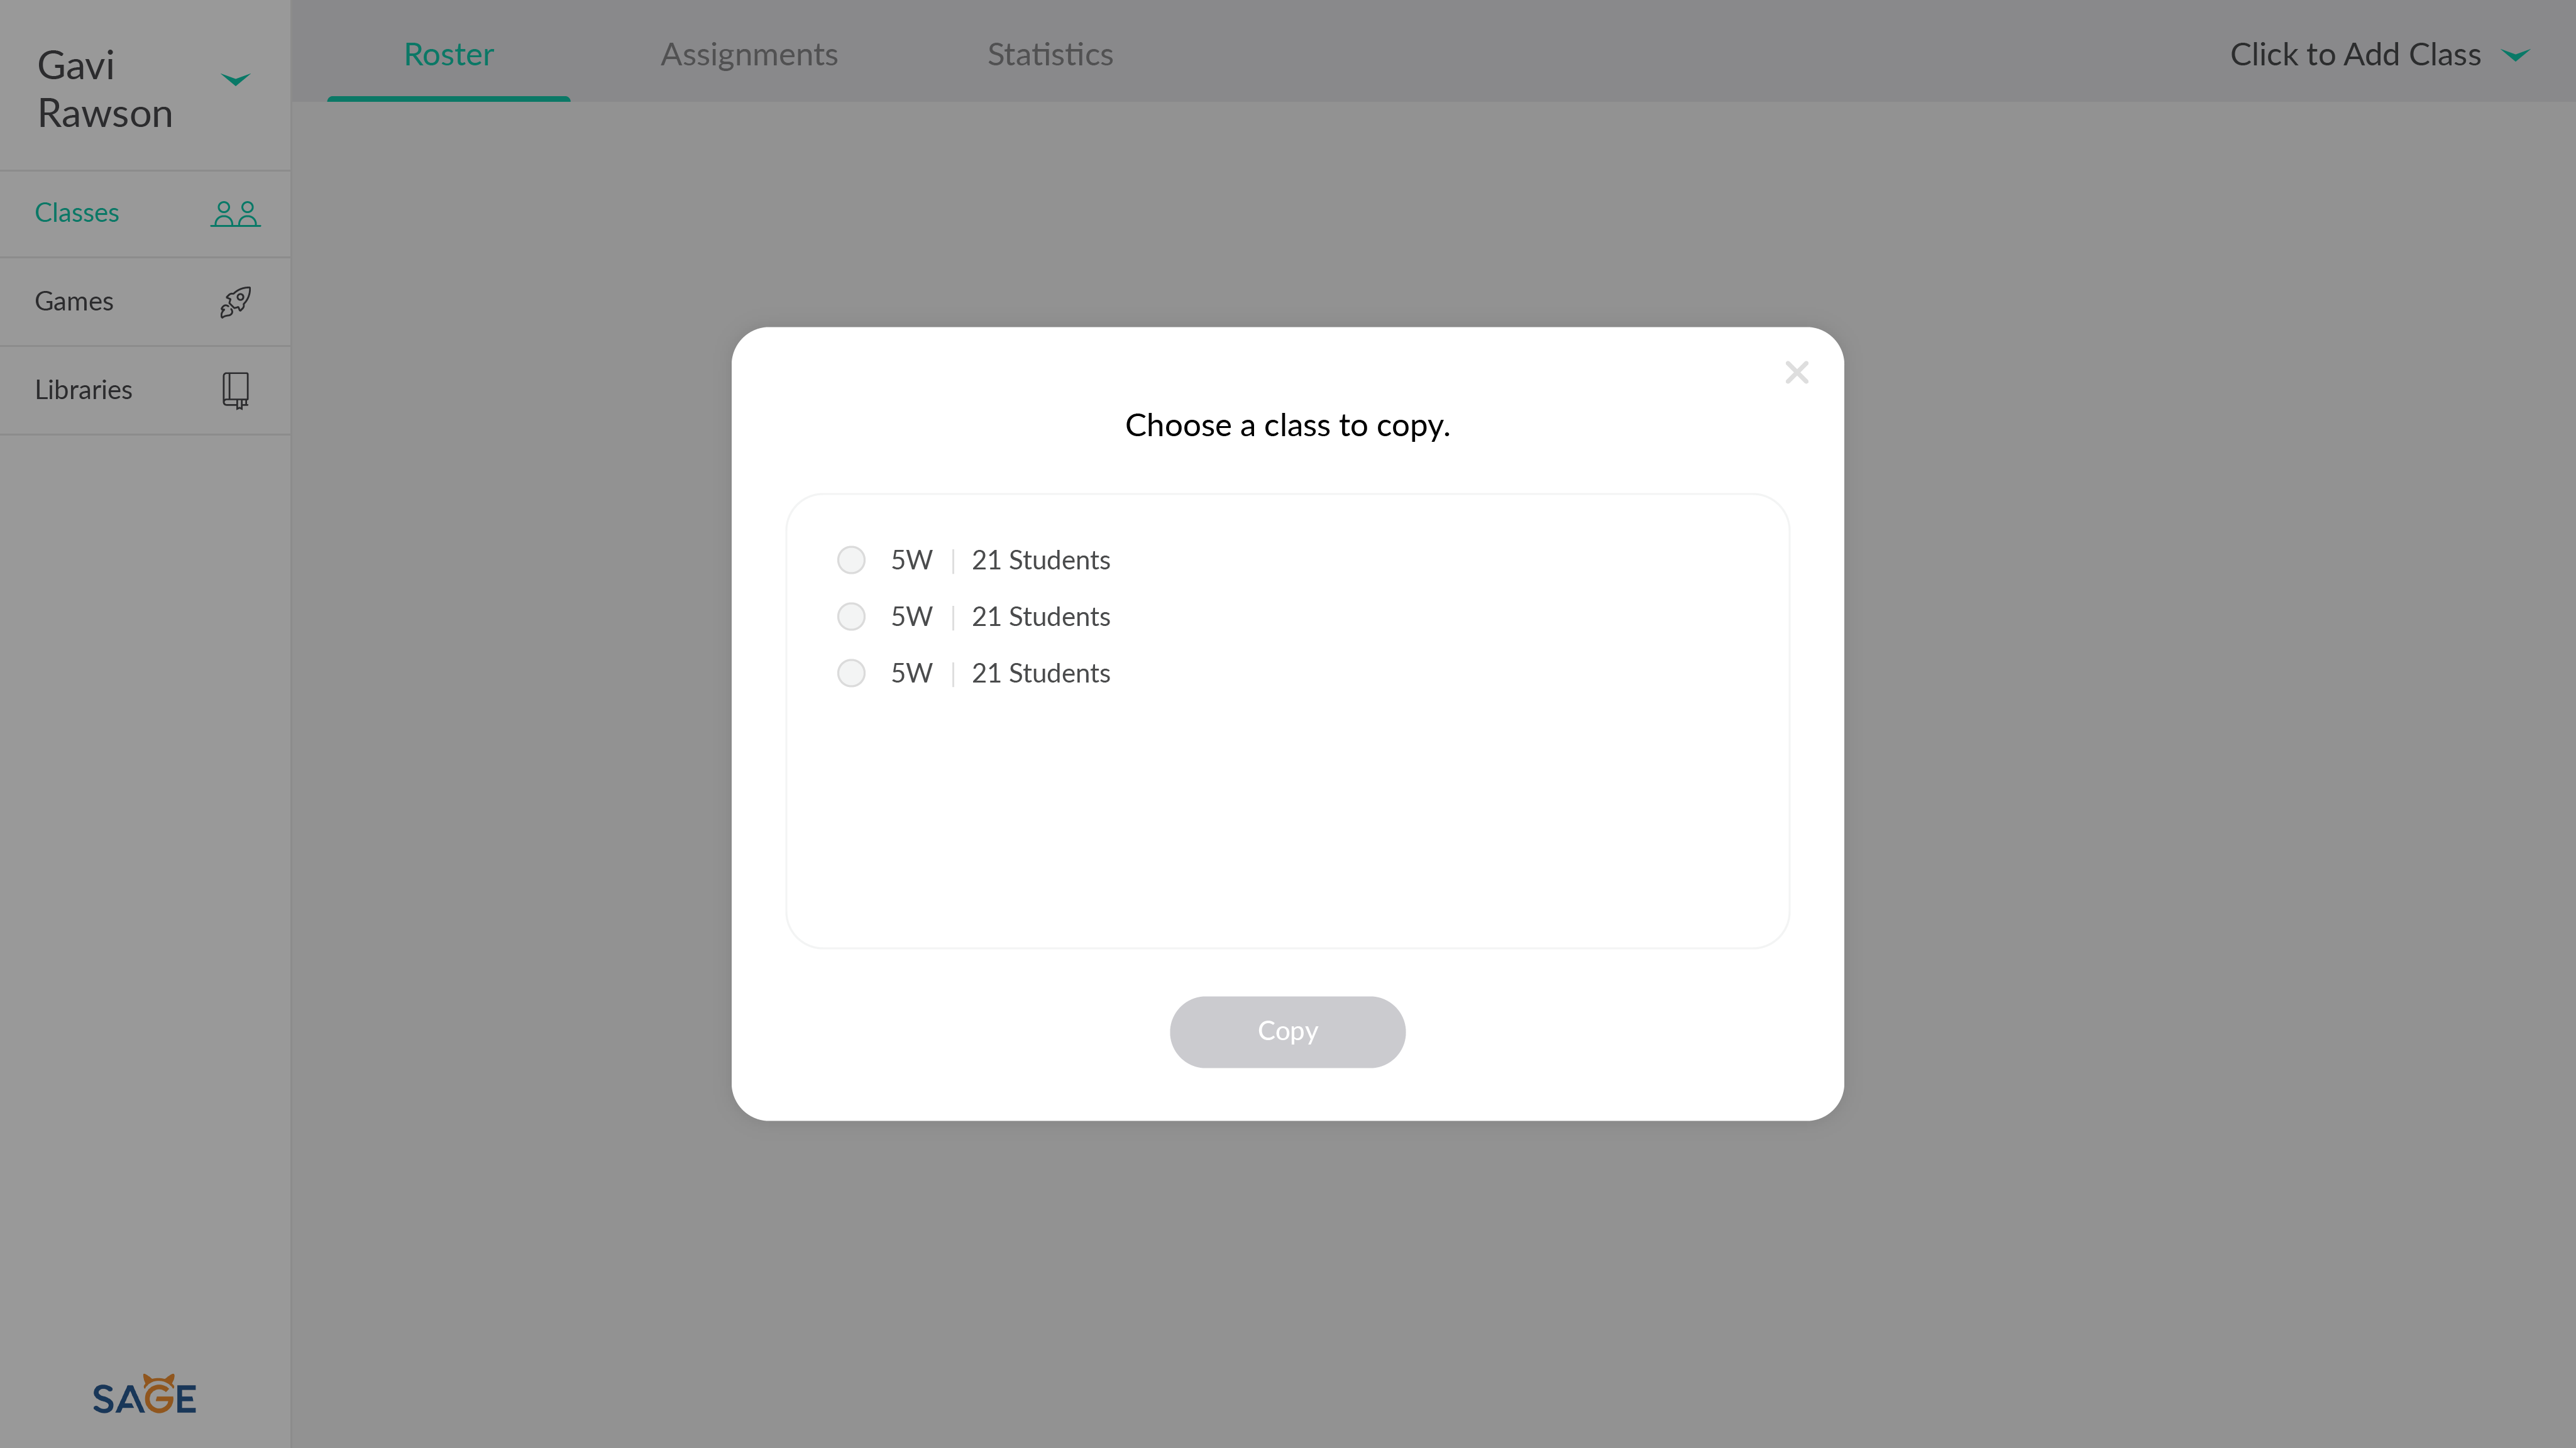 Gavi
Rawson
Classes
Games
Libraries
SAGE
Roster
Assignments
Statistics
Click to Add Class
Choose a class to copy.
5W | 21 Students
5W | 21 Students
5W | 21 Students
Copy